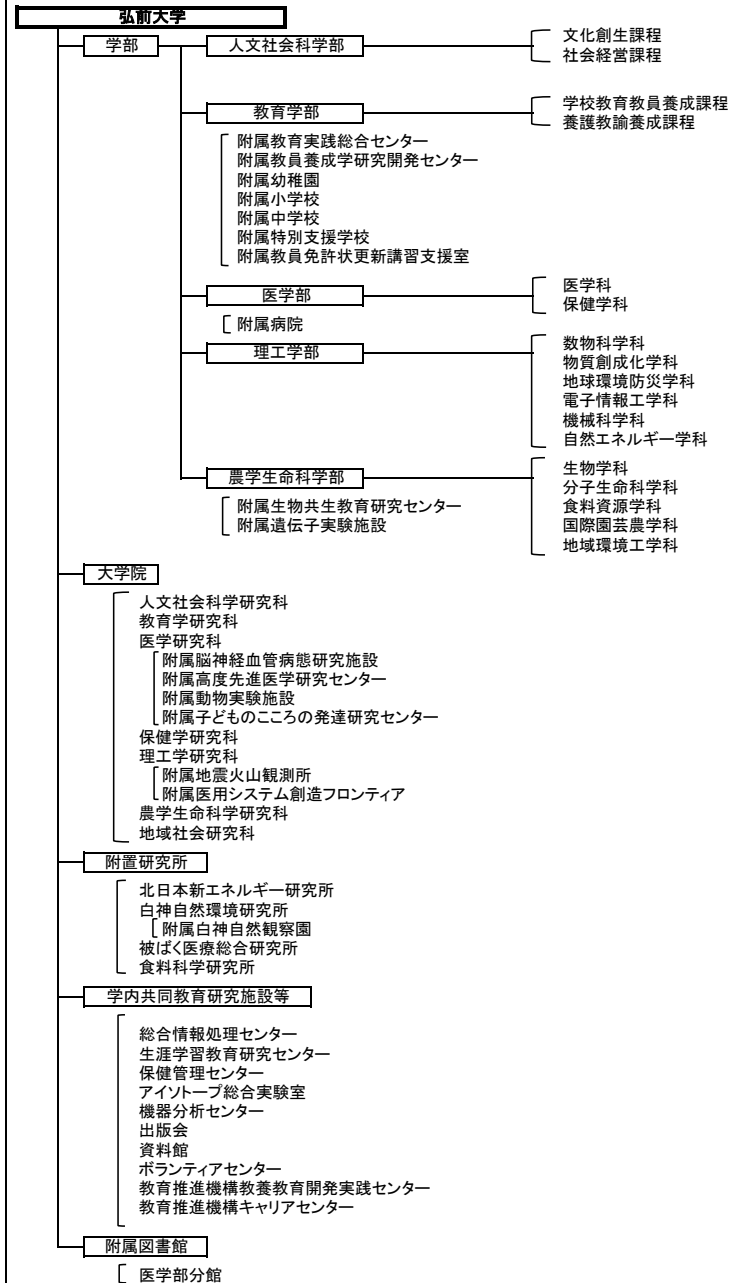 弘前大学
学部
人文社会科学部
文化創生課程
社会経営課程
教育学部
学校教育教員養成課程
養護教諭養成課程
附属教育実践総合センター
附属教員養成学研究開発センター
附属幼稚園
附属小学校
附属中学校
附属特別支援学校
附属教員免許状更新講習支援室
医学部
医学科
保健学科
附属病院
理工学部
数物科学科
物質創成化学科
地球環境防災学科
電子情報工学科
機械科学科
自然エネルギー学科
農学生命科学部
生物学科
分子生命科学科
食料資源学科
国際園芸農学科
地域環境工学科
附属生物共生教育研究センター
附属遺伝子実験施設
大学院
人文社会科学研究科
教育学研究科
医学研究科
附属脳神経血管病態研究施設
附属高度先進医学研究センター
附属動物実験施設
附属子どものこころの発達研究センター
保健学研究科
理工学研究科
附属地震火山観測所
附属医用システム創造フロンティア
農学生命科学研究科
地域社会研究科
附置研究所
北日本新エネルギー研究所
白神自然環境研究所
附属白神自然観察園
被ばく医療総合研究所
食料科学研究所
学内共同教育研究施設等
総合情報処理センター
生涯学習教育研究センター
保健管理センター
アイソトープ総合実験室
機器分析センター
出版会
資料館
ボランティアセンター
教育推進機構教養教育開発実践センター
教育推進機構キャリアセンター
附属図書館
医学部分館